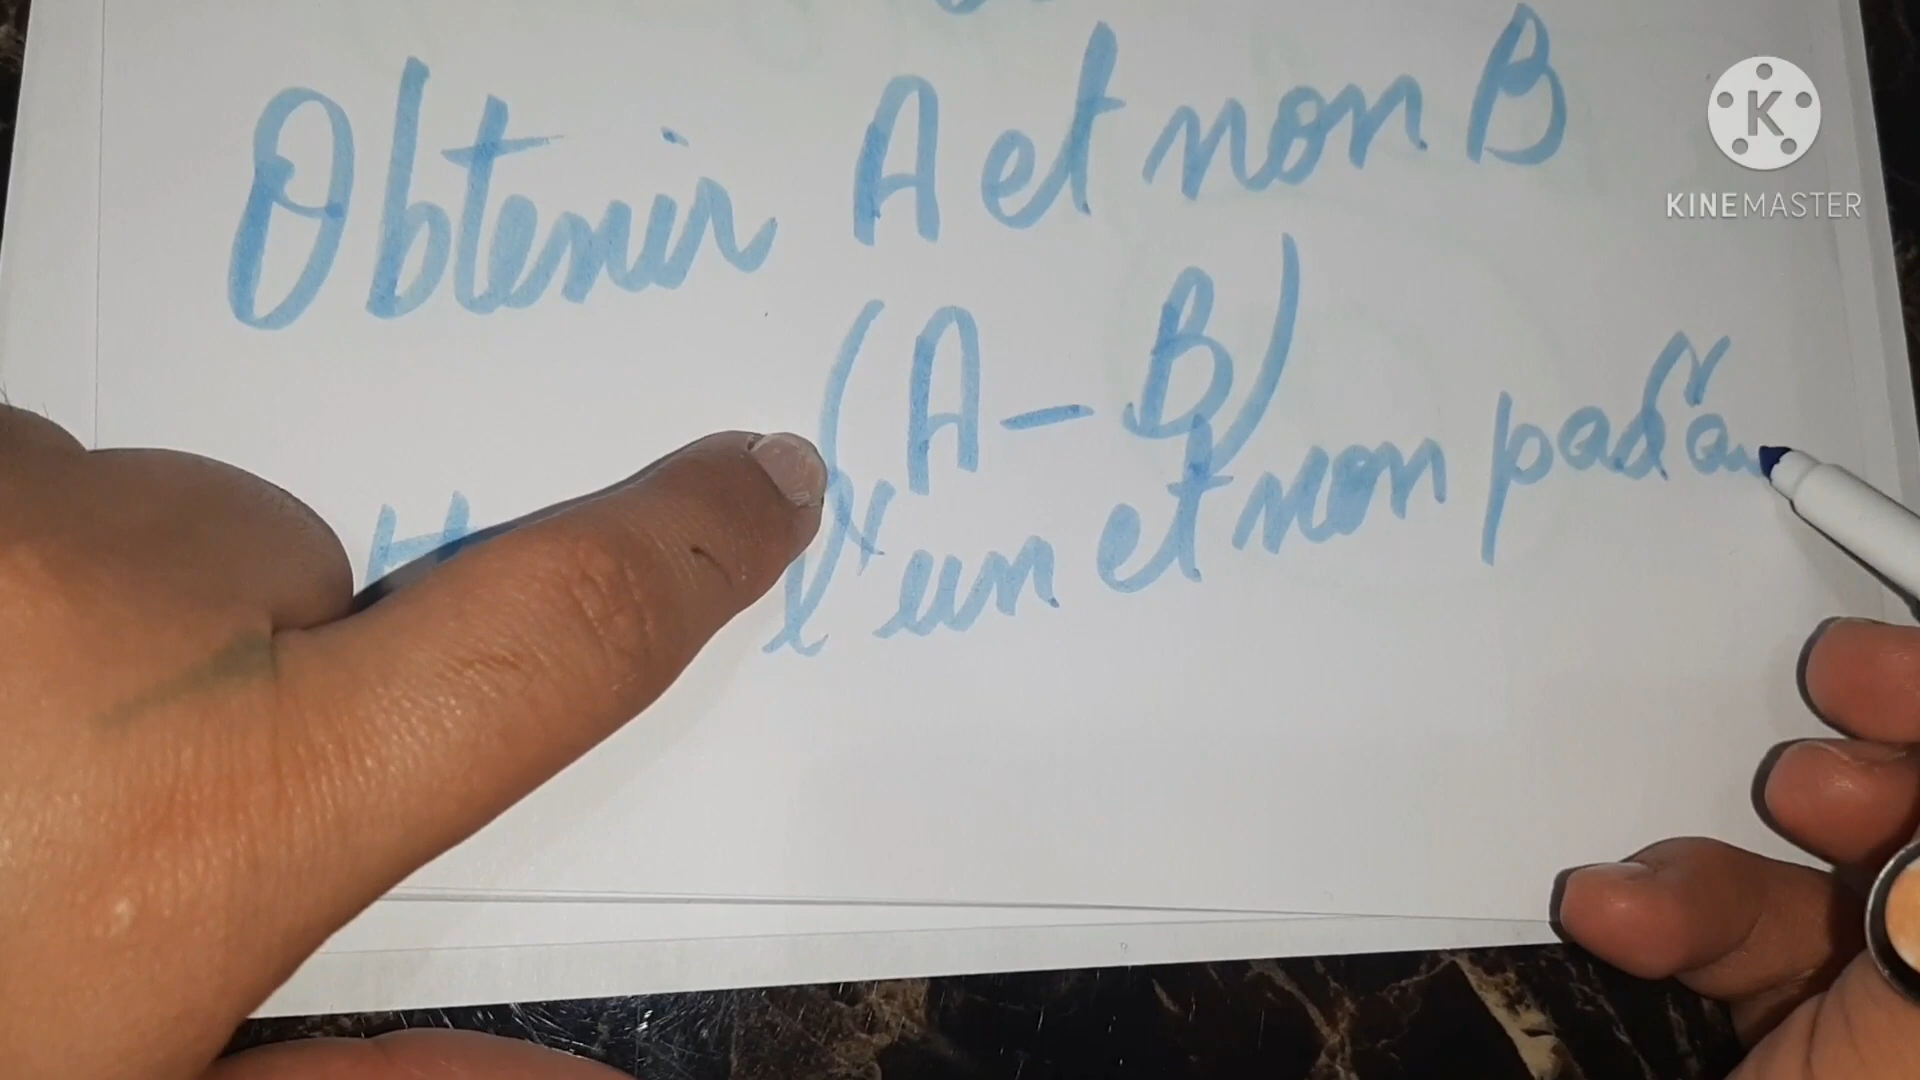 Obtenir A et non B
(A - B)
l'un et non pas
K
KINEMASTER